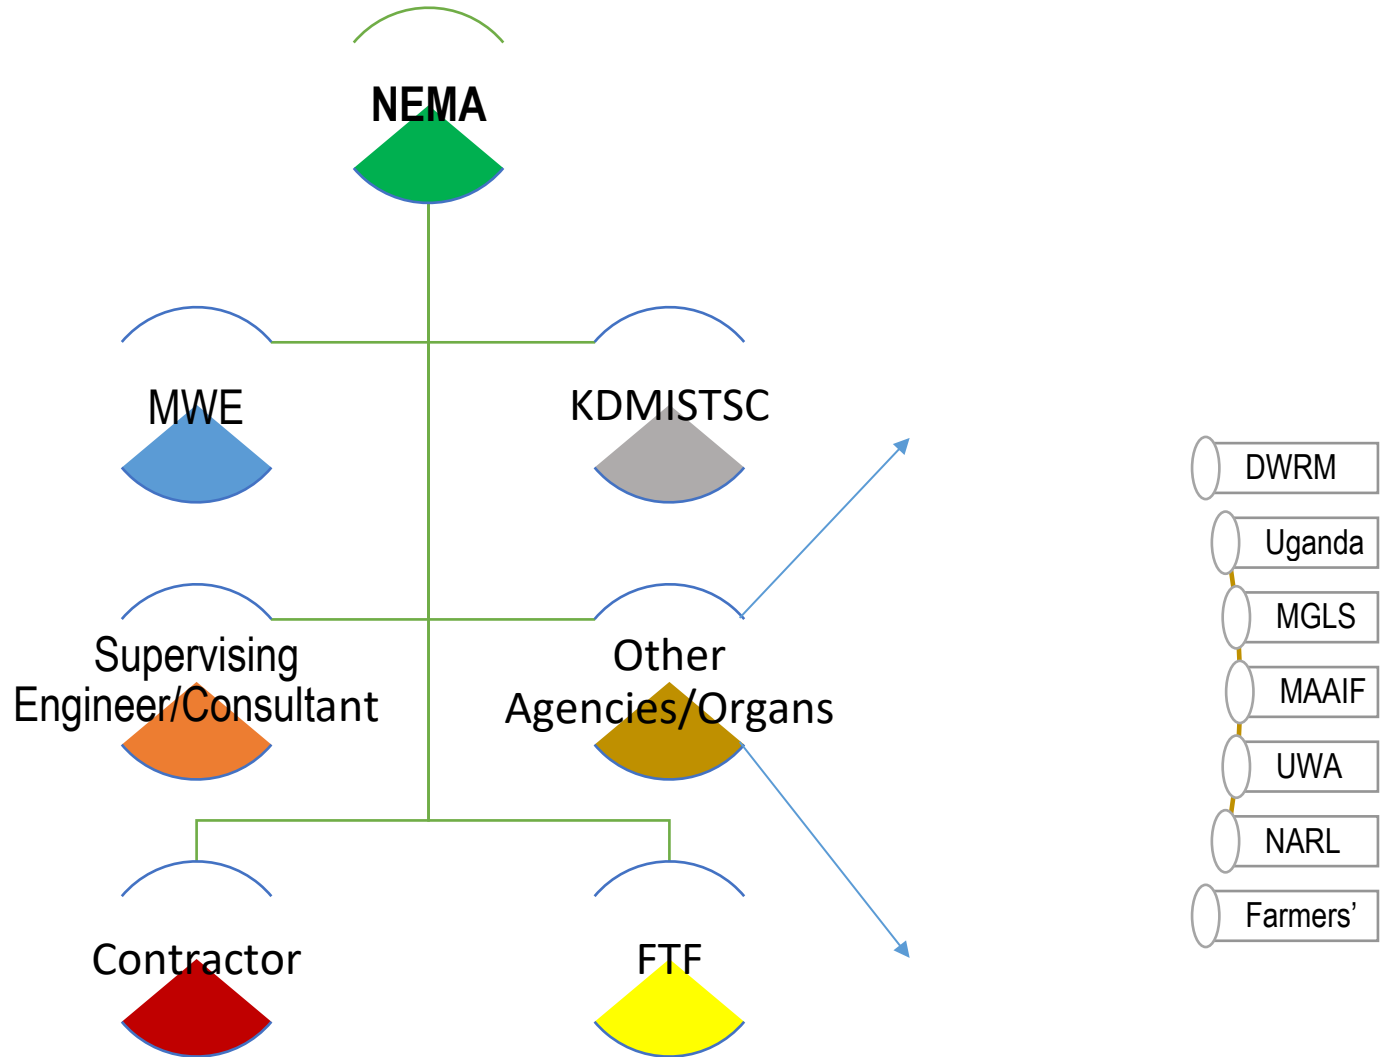 NEMA
MWE
KDMISTSC
Supervising
Engineer/Consultant
Other
Agencies/Organs
Contractor
FTF
DWRM
Uganda
MGLS
MAAIF
UWA
NARL
Farmers’